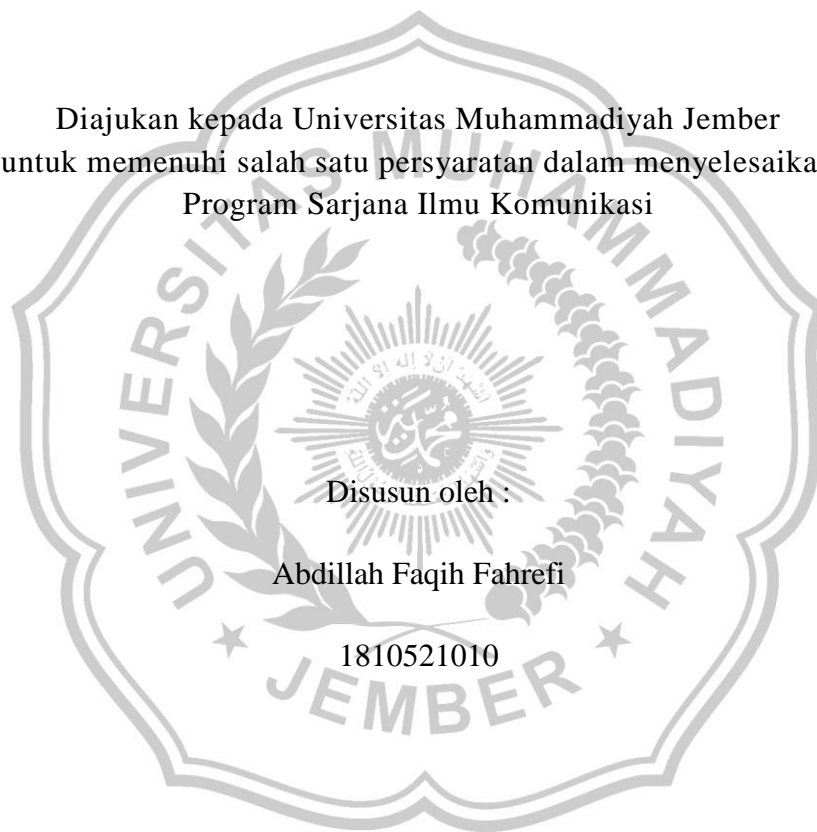 Diajukan kepada Universitas Muhammadiyah Jember
untuk memenuhi salah satu persyaratan dalam menyelesaika
Program Sarjana Ilmu Komunikasi
UNIVERSITAS MUHAMMADIYAH
Disusun oleh :
Abdillah Faqih Fahrefi
1810521010
JEMBER